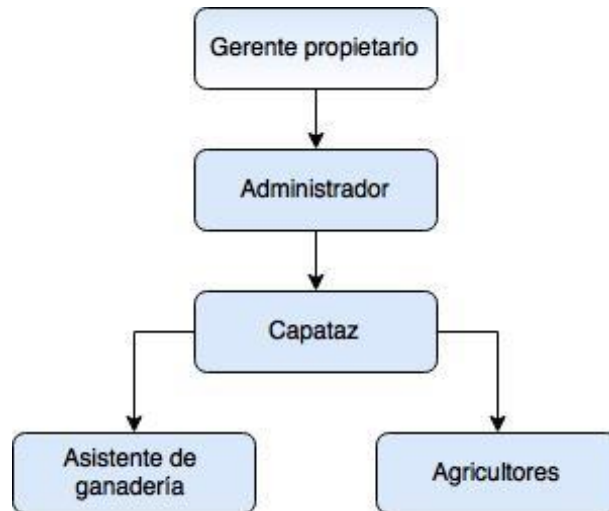 Gerente propietario
Administrador
Capataz
Asistente de
ganadería
Agricultores